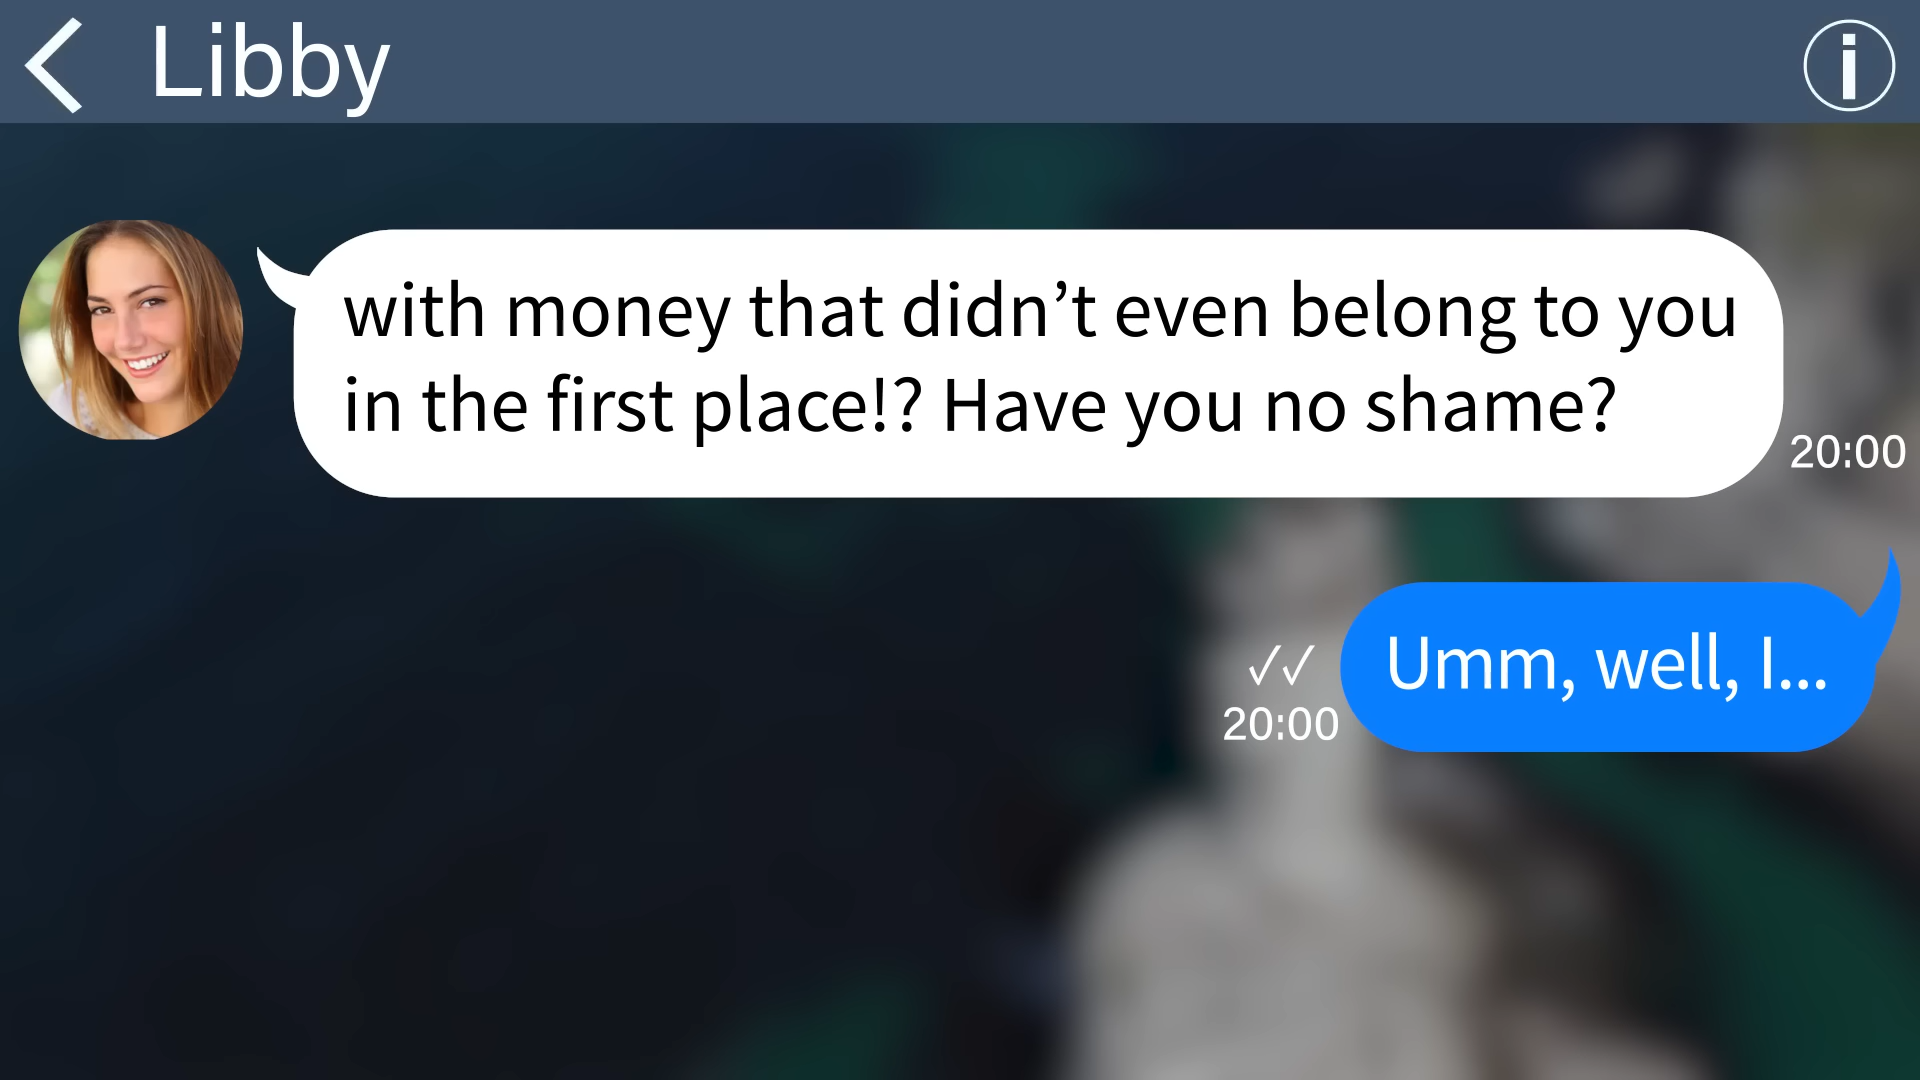 Libby
with money that didn’t even belong to you
in the first place!? Have you no shame?
20:00
Umm, well, I...
✓✓
20:00